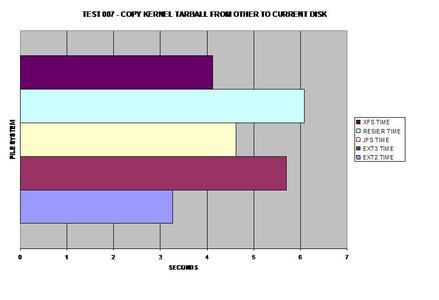 TEST 007 - COPY KERNEL TARBALL FROM OTHER TO CURRENT DISK
FILE SYSTEM
XFS TIME
RESIER TIME
JFS TIME
EXT3 TIME
EXT2 TIME
0 1 2 3 4 5 6 7
SECONDS